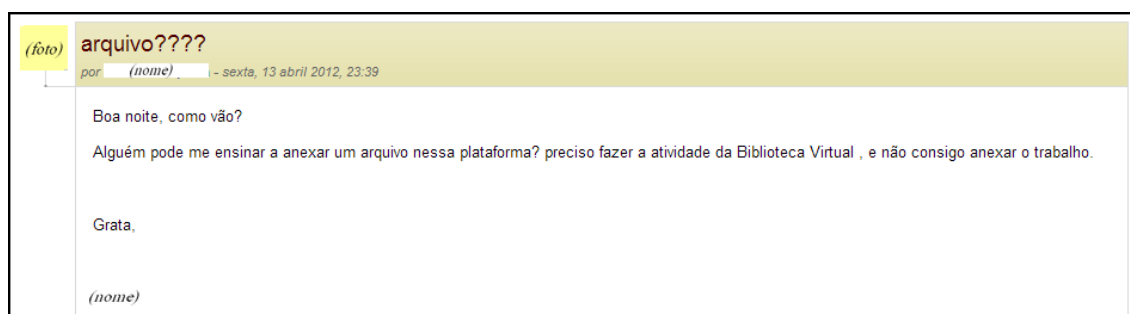 (foto)
arquivo????
por (nome) - sexta, 13 abril 2012, 23:39
Boa noite, como vão?
Alguém pode me ensinar a anexar um arquivo nessa plataforma? preciso fazer a atividade da Biblioteca Virtual , e não consigo anexar o trabalho.
Grata,
(nome)